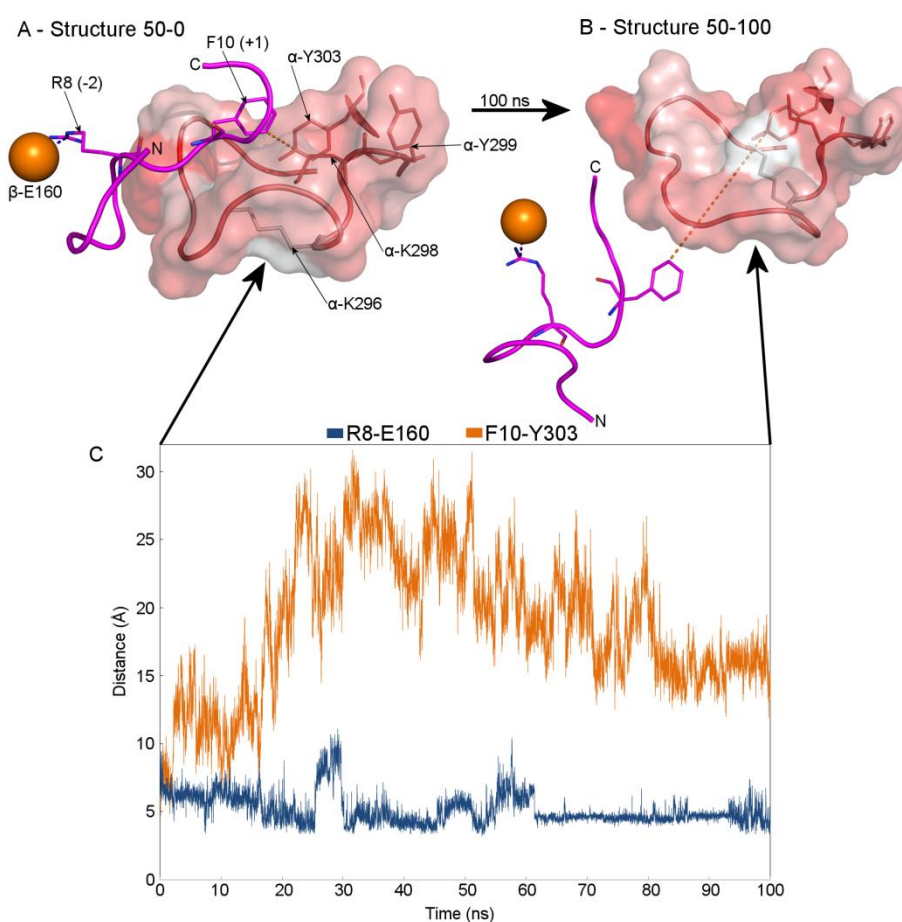 A - Structure 50-0
B - Structure 50-100
F10 (+1)
C
α-Y303
R8 (-2)
100 ns
N
β-E160
α-Y299
α-K298
α-K296
C
N
R8-E160 F10-Y303
C
30
25
20
15
10
5
0
Distance (Å)
0 10 20 30 40 50 60 70 80 90 100
Time (ns)